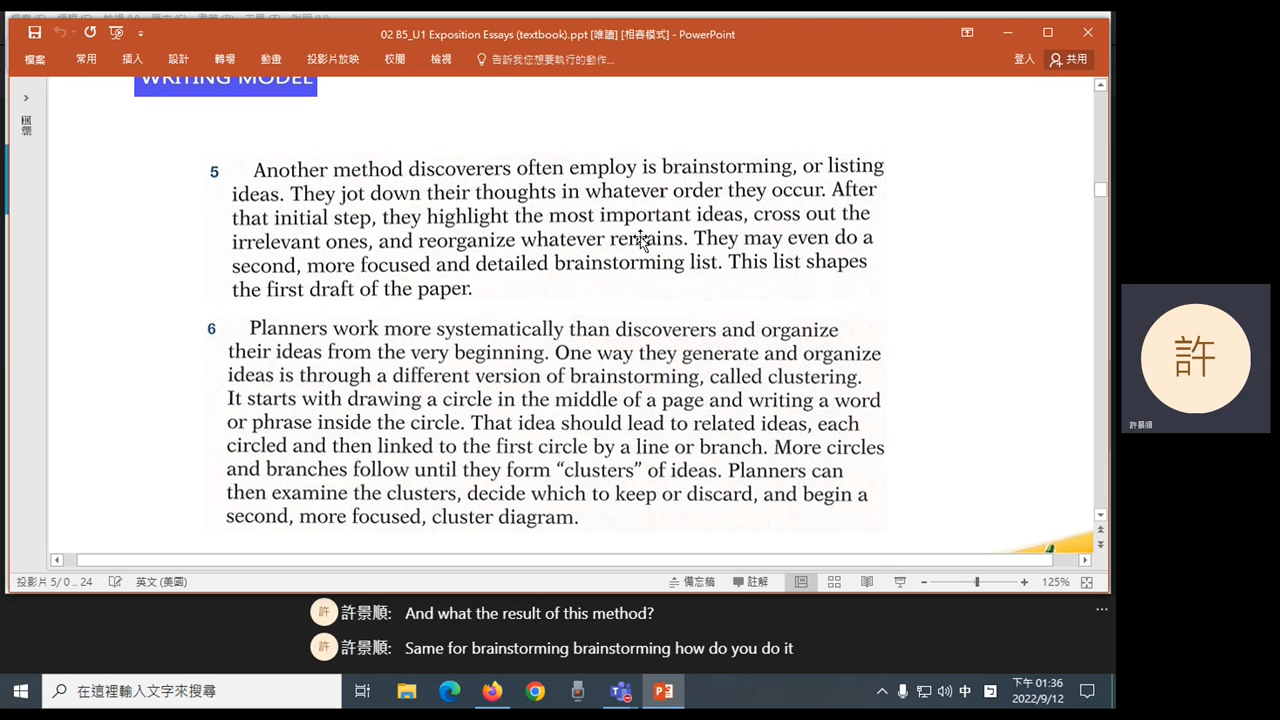 02 B5_U1 Exposition Essays (textbook).ppt [唯讀] [相容模式] - PowerPoint
檔案 常用 插入 設計 轉場 動畫 投影片放映 校閱 檢視 告訴我您想要執行的動作... 登入 共用
WRITING MODEL
5 Another method discoverers often employ is brainstorming, or listing
ideas. They jot down their thoughts in whatever order they occur. After
that initial step, they highlight the most important ideas, cross out the
irrelevant ones, and reorganize whatever remains. They may even do a
second, more focused and detailed brainstorming list. This list shapes
the first draft of the paper.
6 Planners work more systematically than discoverers and organize
their ideas from the very beginning. One way they generate and organize
ideas is through a different version of brainstorming, called clustering.
It starts with drawing a circle in the middle of a page and writing a word
or phrase inside the circle. That idea should lead to related ideas, each
circled and then linked to the first circle by a line or branch. More circles
and branches follow until they form “clusters” of ideas. Planners can
then examine the clusters, decide which to keep or discard, and begin a
second, more focused, cluster diagram.
許
許景順
投影片 5/ 0 .. 24 英文 (美國) 備忘稿 註解 125%
許 許景順: And what the result of this method?
許 許景順: Same for brainstorming brainstorming how do you do it
在這裡輸入文字來搜尋 中 下午 01:36
2022/9/12